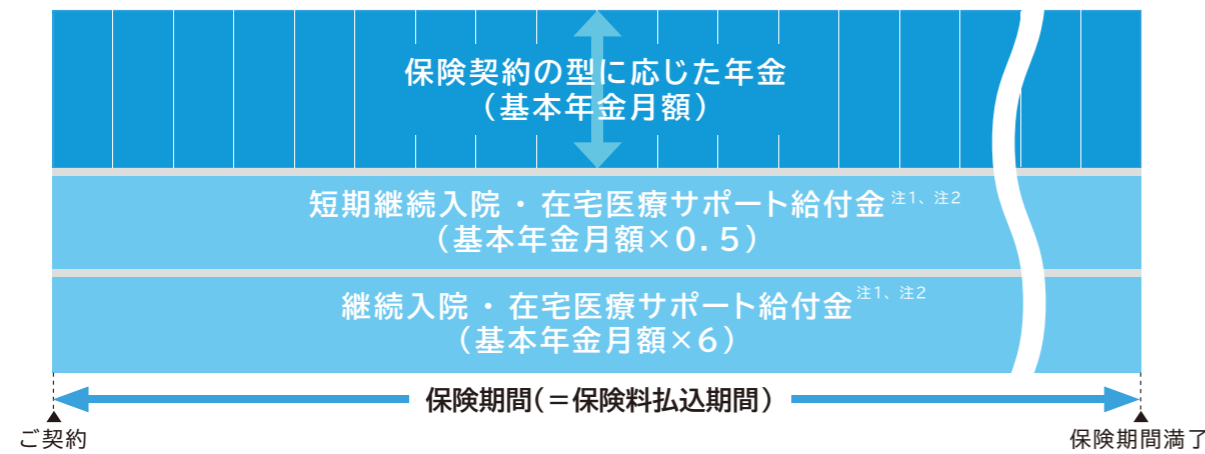 保険契約の型に応じた年金
（基本年金月額）
短期継続入院・在宅医療サポート給付金注1、注2
（基本年金月額×0.5）
継続入院・在宅医療サポート給付金注1、注2
（基本年金月額×6）
保険期間（＝保険料払込期間）
ご契約
保険期間満了